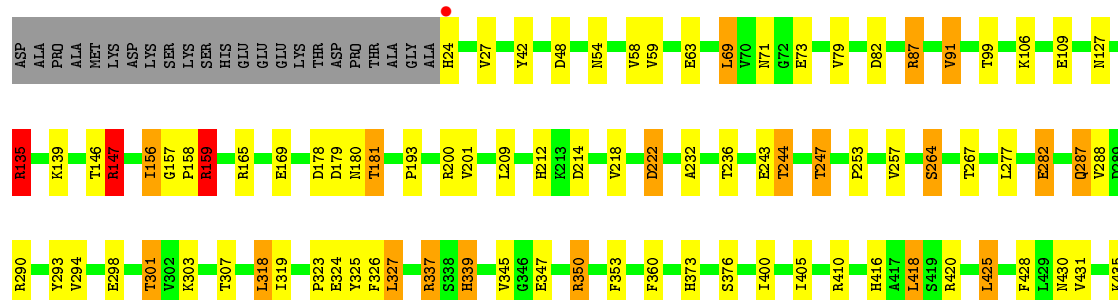 ASP ALA PRO ALA MET LYS ASP LYS SER LYS SER HIS GLU GLU GLU LYS THR ASP PRO THR ALA GLY ALA H24 V27 Y42 D48 N54 V58 V59 E63 L69 V70 N71 G72 E73 V79 D82 R87 V91 T99 K106 E109 N127
R135 K139 T146 R147 I156 G157 P158 R159 R165 E169 D178 D179 N180 T181 P193 R200 V201 L209 H212 K213 D214 V218 D222 A232 T236 E243 T244 T247 P253 V257 S264 T267 L277 E282 Q287 V288 D289
R290 Y293 V294 E298 T301 V302 K303 T307 L318 I319 P323 E324 Y325 F326 L327 R337 S338 H339 V345 G346 E347 R350 F353 F360 H373 S376 I400 I405 R410 H416 A417 L418 S419 R420 L425 F428 L429 N430 V431 K435